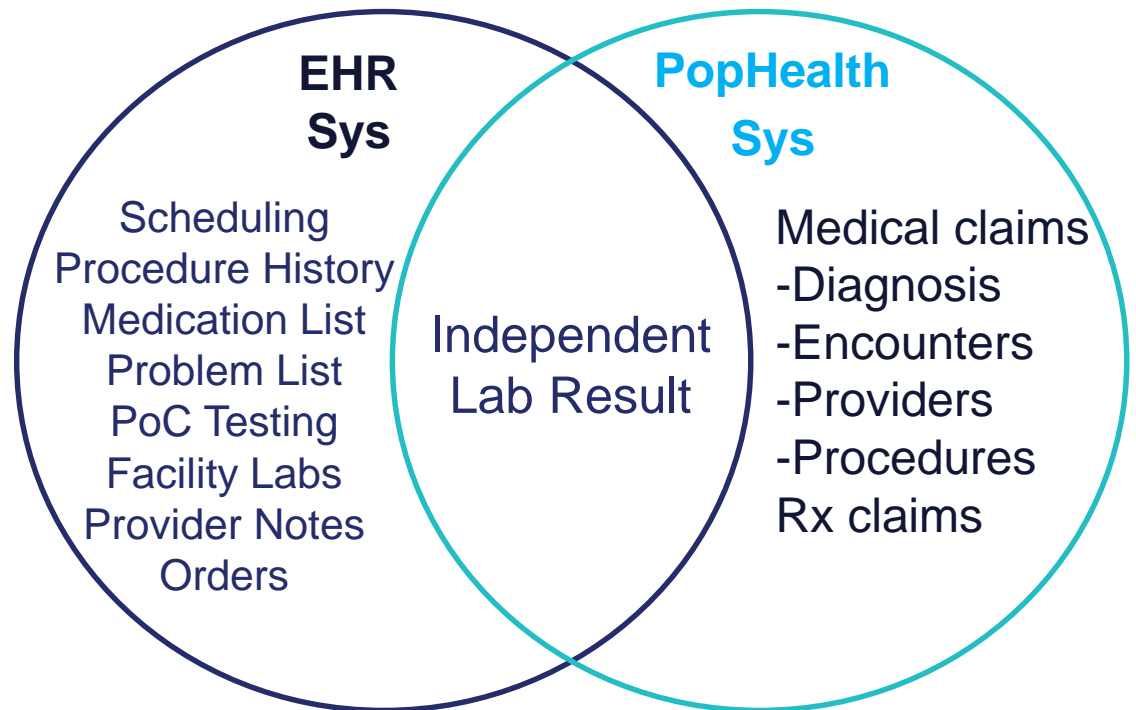 EHR
Sys
Scheduling
Procedure History
Medication List
Problem List
PoC Testing
Facility Labs
Provider Notes
Orders
Independent
Lab Result
PopHealth
Sys
Medical claims
-Diagnosis
-Encounters
-Providers
-Procedures
Rx claims